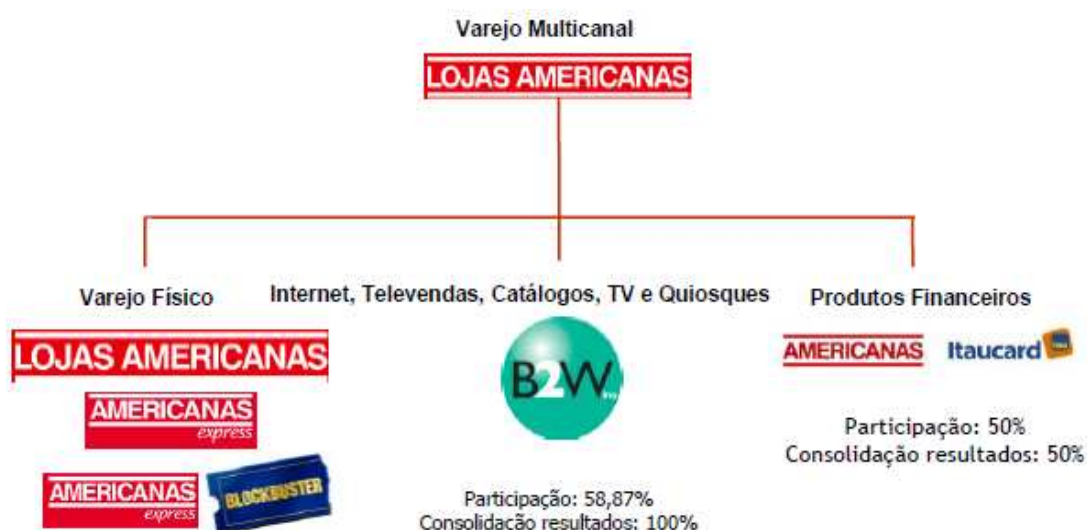 Varejo Multicanal
LOJAS AMERICANAS
Varejo Físico
LOJAS AMERICANAS
AMERICANAS
express
AMERICANAS
express
BLOCKBUSTER
Internet, Televendas, Catálogos, TV e Quiosques
B2W
Participação: 58,87%
Consolidação resultados: 100%
Produtos Financeiros
AMERICANAS Itaucard
Participação: 50%
Consolidação resultados: 50%